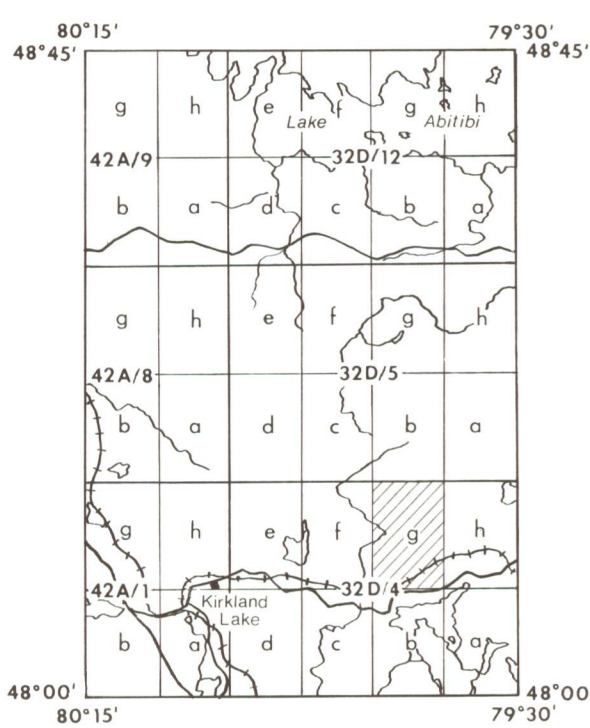 80°15' 79°30'
48°45' 48°45'
g h e f g h
Lake Abitibi
42A/9 32D/12
b a d c b a
g h e f g h
42A/8 32D/5
b a d c b a
g h e f g h
42A/1 32D/4
Kirkland
Lake
b a d c b a
48°00' 48°00
80°15' 79°30'